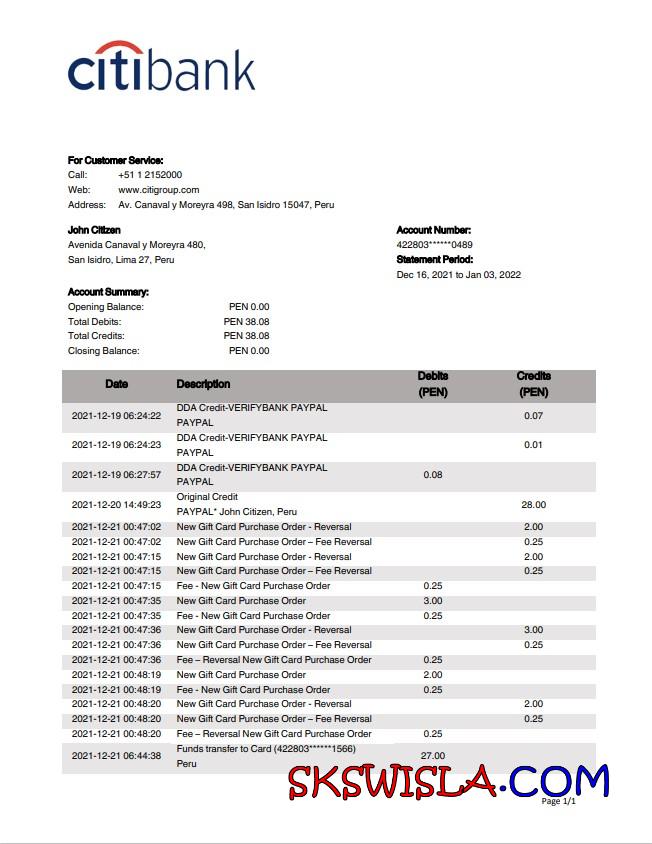 citibank
For Customer Service:
Call: +51 1 2152000
Web: www.citigroup.com
Address: Av. Canaval y Moreyra 498, San Isidro 15047, Peru
John Citizen Account Number:
Avenida Canaval y Moreyra 480, 422803******0489
San Isidro, Lima 27, Peru Statement Period:
Dec 16, 2021 to Jan 03, 2022
Account Summary:
Opening Balance: PEN 0.00
Total Debits: PEN 38.08
Total Credits: PEN 38.08
Closing Balance: PEN 0.00
Date Description Debits (PEN) Credits (PEN)
2021-12-19 06:24:22 DDA Credit-VERIFYBANK PAYPAL PAYPAL 0.07
2021-12-19 06:24:23 DDA Credit-VERIFYBANK PAYPAL PAYPAL 0.01
2021-12-19 06:27:57 DDA Credit-VERIFYBANK PAYPAL PAYPAL 0.08
2021-12-20 14:49:23 Original Credit PAYPAL* John Citizen, Peru 28.00
2021-12-21 00:47:02 New Gift Card Purchase Order - Reversal 2.00
2021-12-21 00:47:02 New Gift Card Purchase Order – Fee Reversal 0.25
2021-12-21 00:47:15 New Gift Card Purchase Order - Reversal 2.00
2021-12-21 00:47:15 New Gift Card Purchase Order – Fee Reversal 0.25
2021-12-21 00:47:15 Fee - New Gift Card Purchase Order 0.25
2021-12-21 00:47:35 New Gift Card Purchase Order 3.00
2021-12-21 00:47:35 Fee - New Gift Card Purchase Order 0.25
2021-12-21 00:47:36 New Gift Card Purchase Order - Reversal 3.00
2021-12-21 00:47:36 New Gift Card Purchase Order – Fee Reversal 0.25
2021-12-21 00:47:36 Fee – Reversal New Gift Card Purchase Order 0.25
2021-12-21 00:48:19 New Gift Card Purchase Order 2.00
2021-12-21 00:48:19 Fee - New Gift Card Purchase Order 0.25
2021-12-21 00:48:20 New Gift Card Purchase Order - Reversal 2.00
2021-12-21 00:48:20 New Gift Card Purchase Order – Fee Reversal 0.25
2021-12-21 00:48:20 Fee – Reversal New Gift Card Purchase Order 0.25
2021-12-21 06:44:38 Funds transfer to Card (422803******1566) Peru 27.00
SKSWISLA.COM
Page 1/1